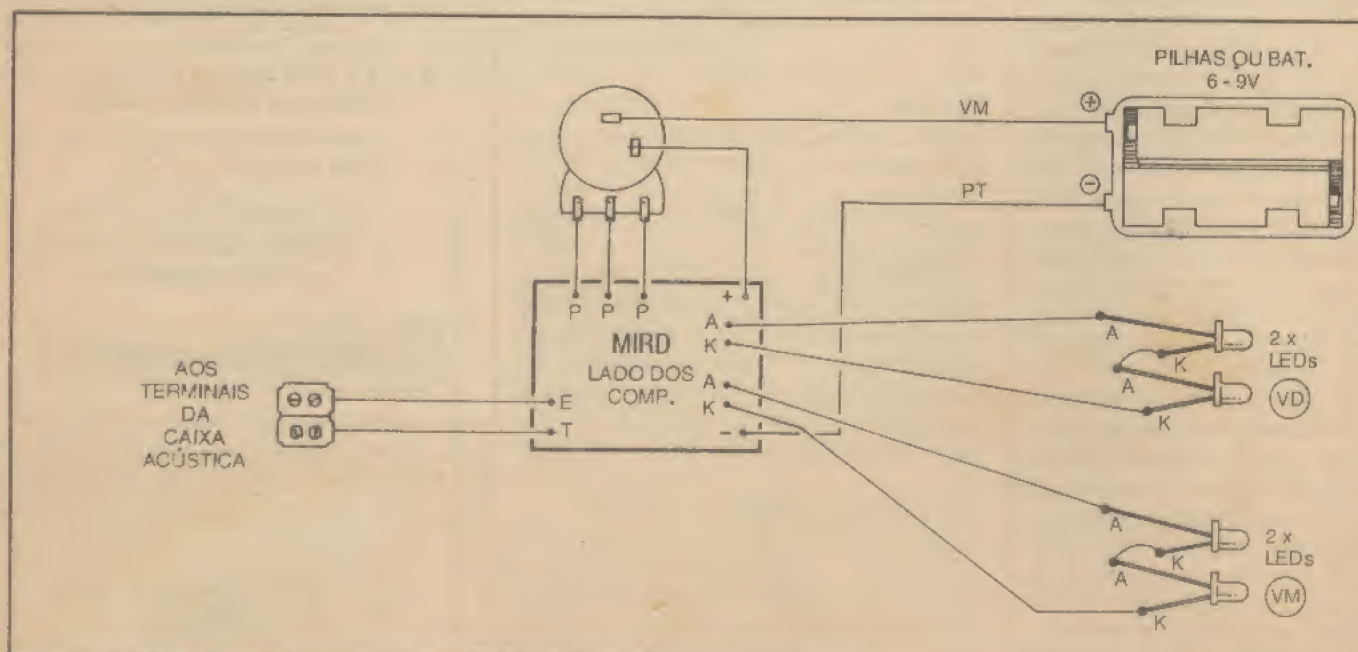 PILHAS OU BAT.
6 - 9V
VM
+
PT
−
P P P
+
MIRD
LADO DOS
COMP.
A
K
A
K
E
T
-
AOS
TERMINAIS
DA
CAIXA
ACÚSTICA
A
K
A
K
2 x
LEDs
VD
A
K
A
K
2 x
LEDs
VM